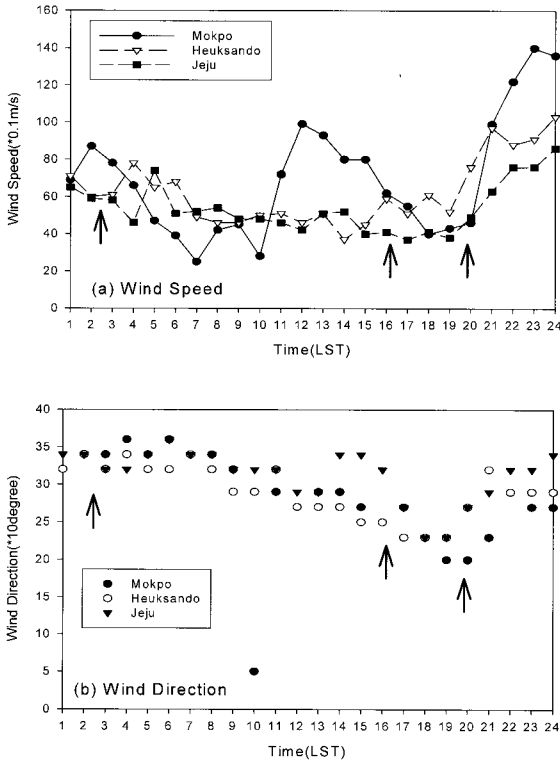 160
140
120
100
80
60
40
20
0
Wind Speed(*0.1m/s)
Mokpo
Heuksando
Jeju
(a) Wind Speed
1 2 3 4 5 6 7 8 9 10 11 12 13 14 15 16 17 18 19 20 21 22 23 24
Time(LST)
40
35
30
25
20
15
10
5
0
Wind Direction(*10degree)
Mokpo
Heuksando
Jeju
(b) Wind Direction
1 2 3 4 5 6 7 8 9 10 11 12 13 14 15 16 17 18 19 20 21 22 23 24
Time(LST)